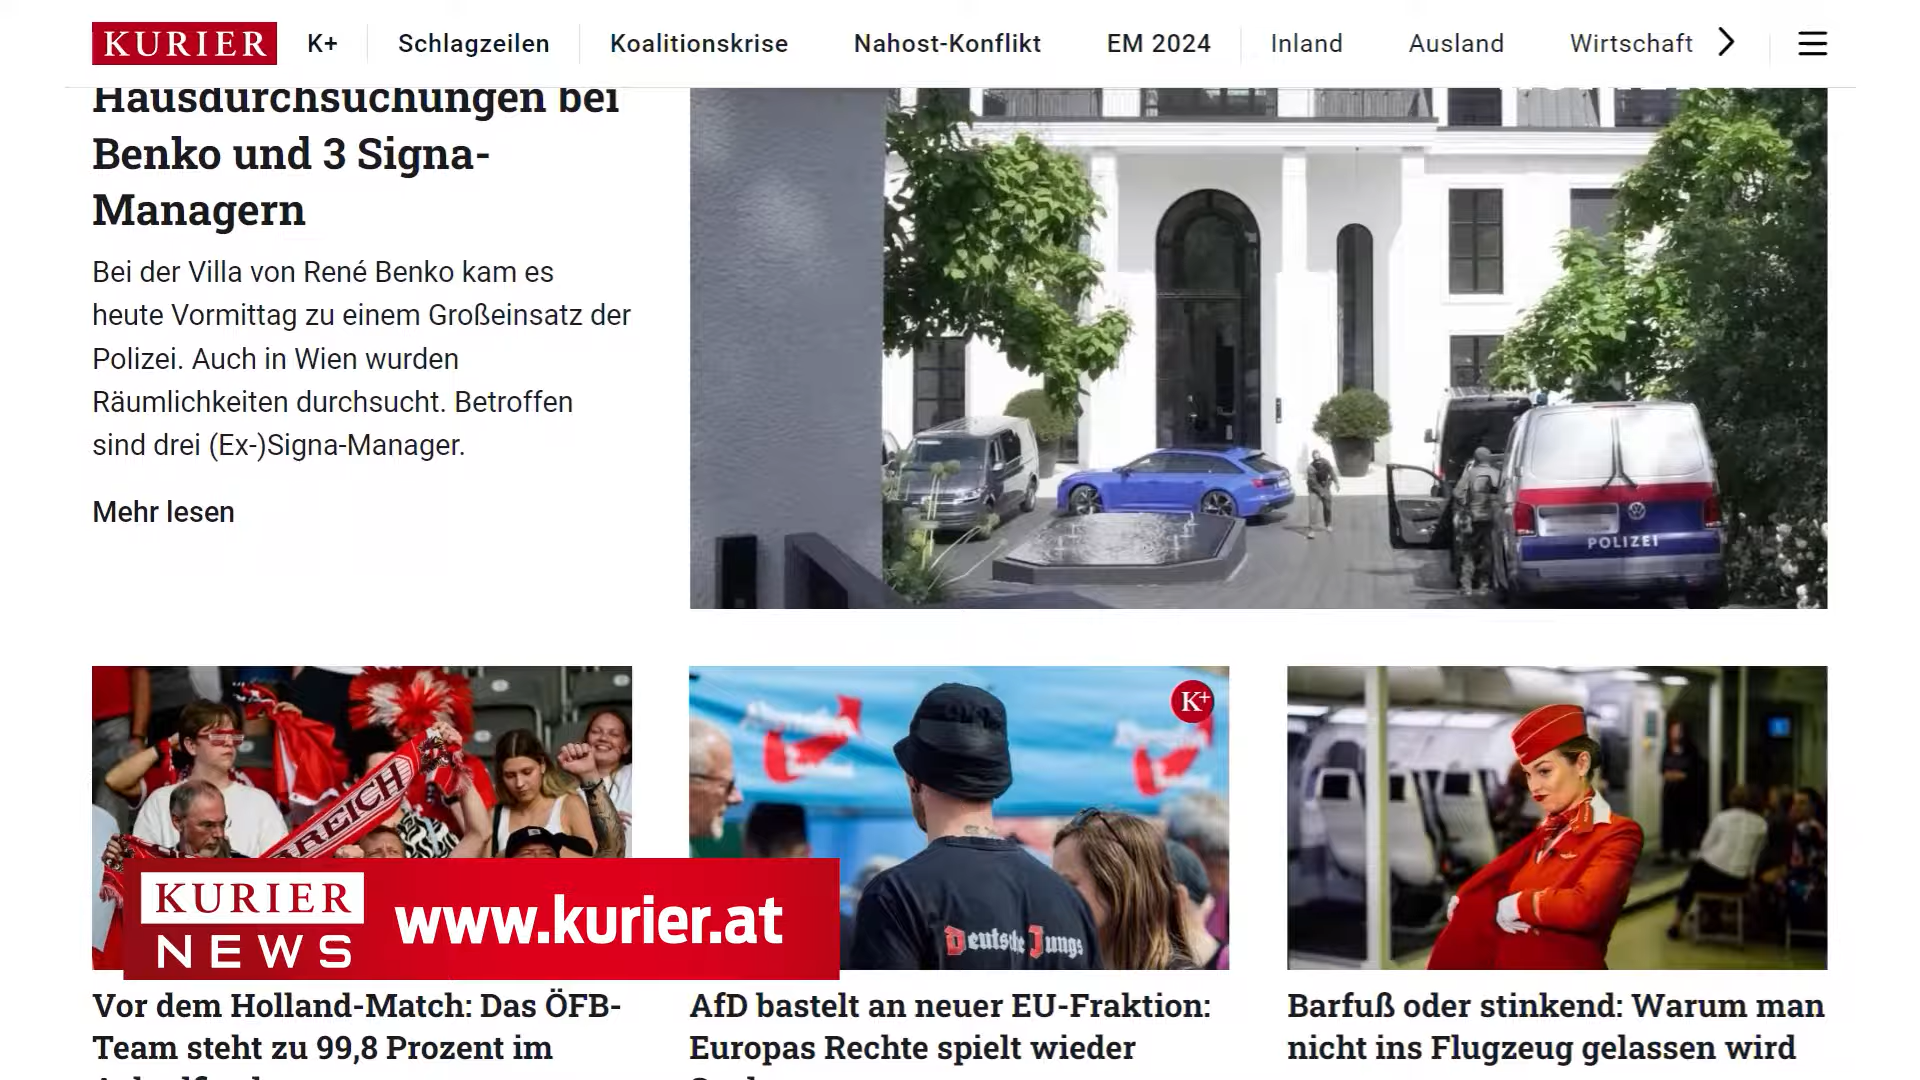 KURIER K+ Schlagzeilen Koalitionskrise Nahost-Konflikt EM 2024 Inland Ausland Wirtschaft
Hausdurchsuchungen bei
Benko und 3 Signa-
Managern
Bei der Villa von René Benko kam es
heute Vormittag zu einem Großeinsatz der
Polizei. Auch in Wien wurden
Räumlichkeiten durchsucht. Betroffen
sind drei (Ex-)Signa-Manager.
Mehr lesen
POLIZEI
REICH
K+
Deutsche Jungs
KURIER
NEWS
www.kurier.at
Vor dem Holland-Match: Das ÖFB-
Team steht zu 99,8 Prozent im
AfD bastelt an neuer EU-Fraktion:
Europas Rechte spielt wieder
Barfuß oder stinkend: Warum man
nicht ins Flugzeug gelassen wird